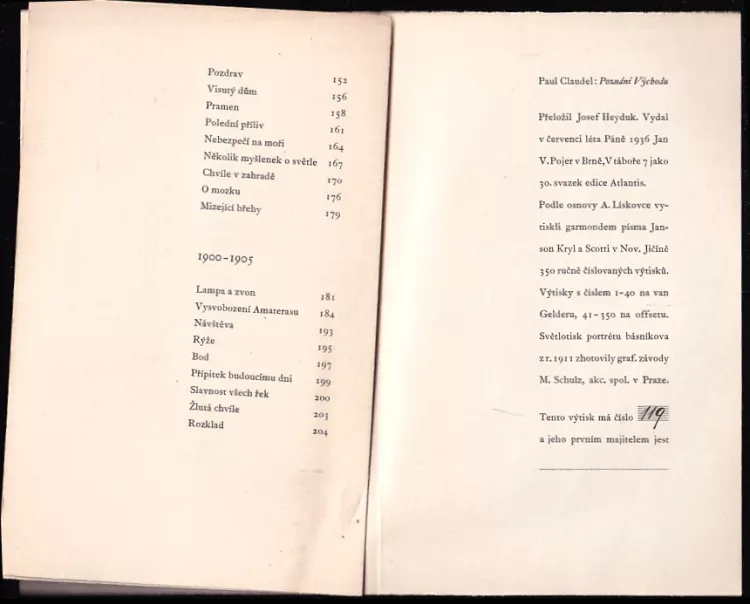 Pozdrav 152
Visutý dům 156
Pramen 158
Polední příliv 161
Nebezpečí na moři 164
Několik myšlenek o světle 167
Chvíle v zahradě 170
O mozku 176
Mizející břehy 179
1900-1905
Lampa a zvon 181
Vysvobození Amaterasu 184
Návštěva 193
Rýže 195
Bod 197
Přípitek budoucímu dni 199
Slavnost všech řek 200
Žlutá chvíle 203
Rozklad 204
Paul Claudel: Poznání Východu
Přeložil Josef Heyduk. Vydal
v červenci léta Páně 1936 Jan
V. Pojer v Brně, V táboře 7 jako
30. svazek edice Atlantis.
Podle osnovy A. Lískovce vy-
tiskli garmondem písma Jan-
son Kryl a Scotti v Nov. Jičíně
350 ručně číslovaných výtisků.
Výtisky s číslem 1-40 na van
Gelderu, 41-350 na offsetu.
Světlotisk portrétu básníkova
z r. 1911 zhotovily graf. závody
M. Schulz, akc. spol. v Praze.
Tento výtisk má číslo 119
a jeho prvním majitelem jest